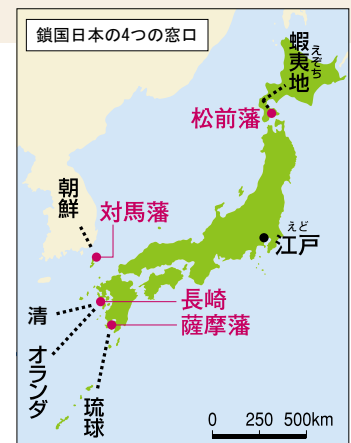 鎖国日本の4つの窓口
えぞち
蝦夷地
松前藩
朝鮮
対馬藩
えど
江戸
長崎
清
薩摩藩
オランダ
琉球
0 250 500km